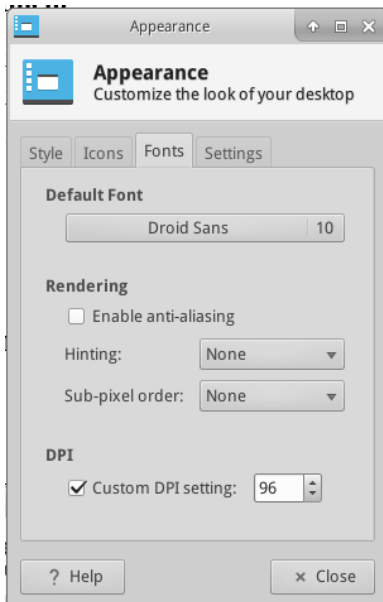 Appearance
Appearance
Customize the look of your desktop
Style Icons Fonts Settings
Default Font
Droid Sans 10
Rendering
Enable anti-aliasing
Hinting: None
Sub-pixel order: None
DPI
Custom DPI setting: 96
? Help × Close